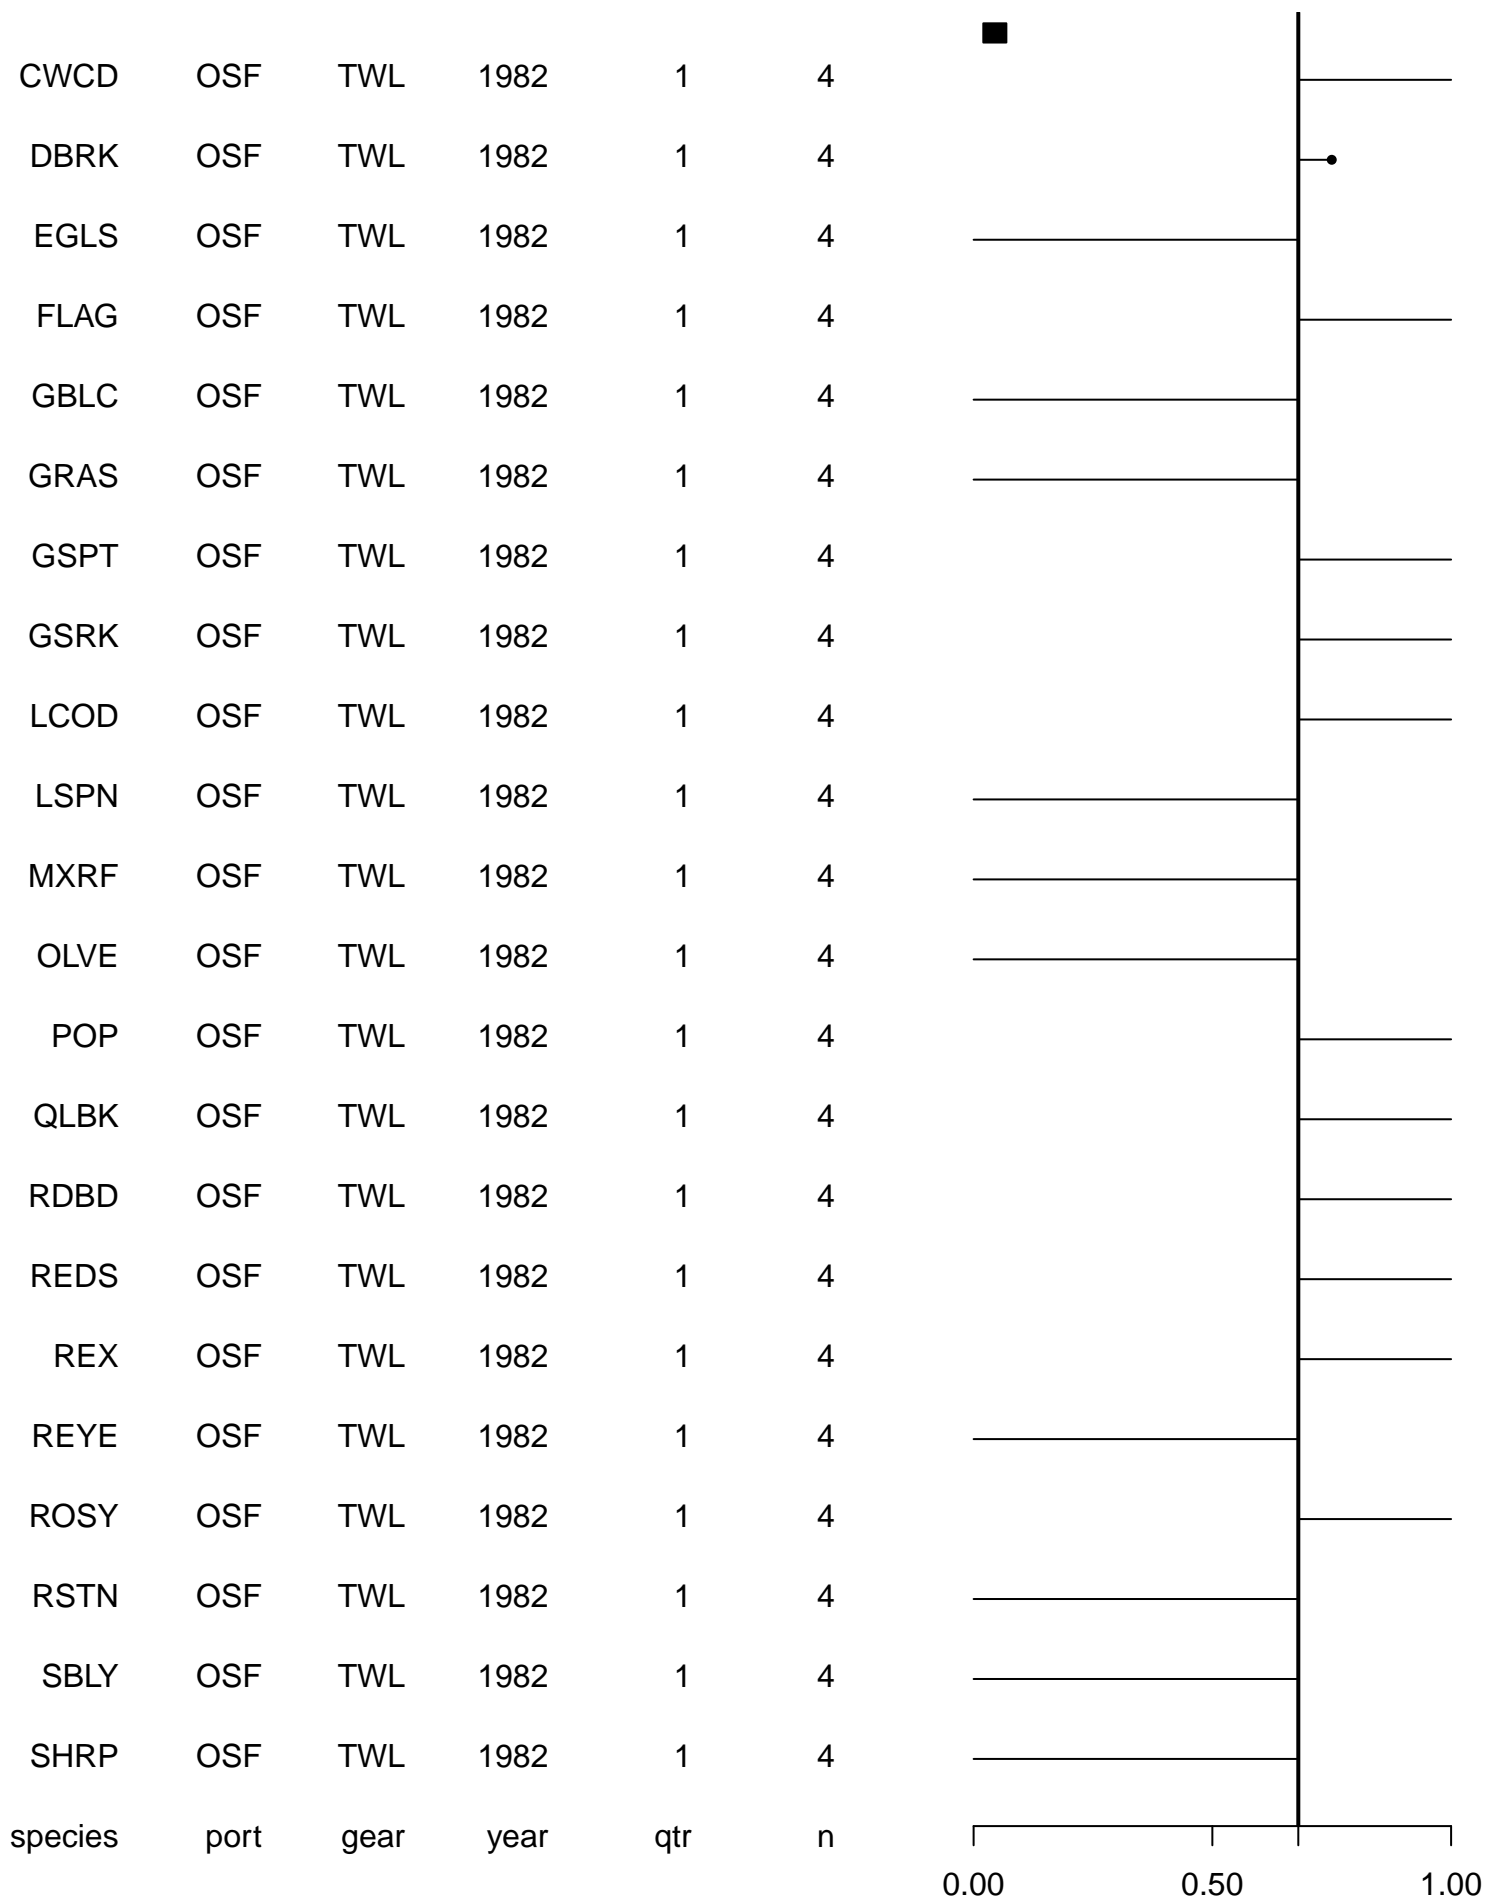 CWCD OSF TWL 1982 1 4
DBRK OSF TWL 1982 1 4
EGLS OSF TWL 1982 1 4
FLAG OSF TWL 1982 1 4
GBLC OSF TWL 1982 1 4
GRAS OSF TWL 1982 1 4
GSPT OSF TWL 1982 1 4
GSRK OSF TWL 1982 1 4
LCOD OSF TWL 1982 1 4
LSPN OSF TWL 1982 1 4
MXRF OSF TWL 1982 1 4
OLVE OSF TWL 1982 1 4
POP OSF TWL 1982 1 4
QLBK OSF TWL 1982 1 4
RDBD OSF TWL 1982 1 4
REDS OSF TWL 1982 1 4
REX OSF TWL 1982 1 4
REYE OSF TWL 1982 1 4
ROSY OSF TWL 1982 1 4
RSTN OSF TWL 1982 1 4
SBLY OSF TWL 1982 1 4
SHRP OSF TWL 1982 1 4
species port gear year qtr n
0.00 0.50 1.00